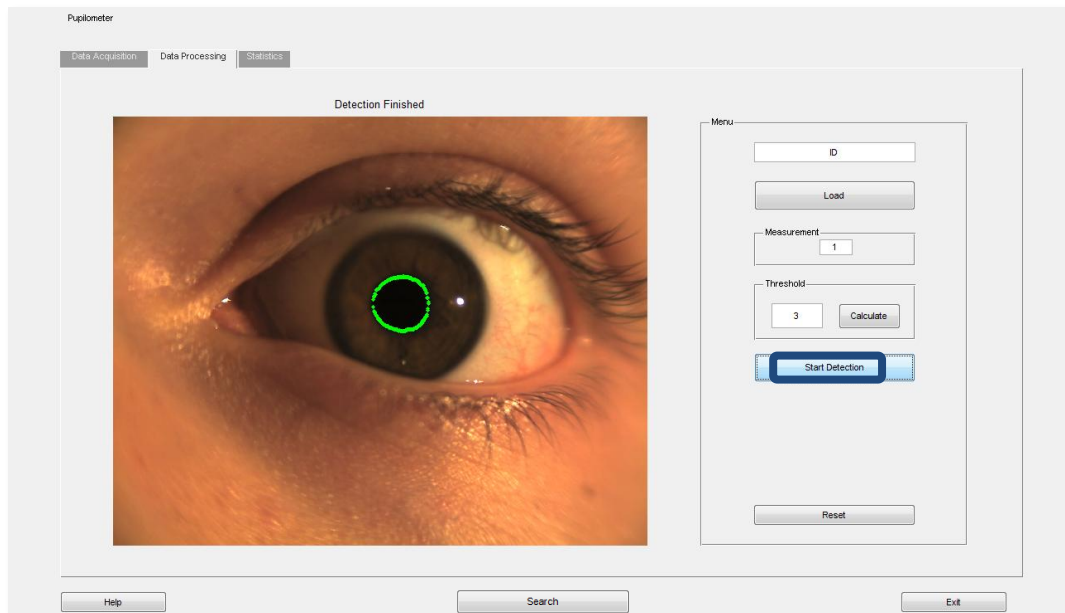 Pupilometer
Data Acquisition
Data Processing
Statistics
Detection Finished
Menu
ID
Load
Measurement
1
Threshold
3
Calculate
Start Detection
Reset
Help
Search
Exit